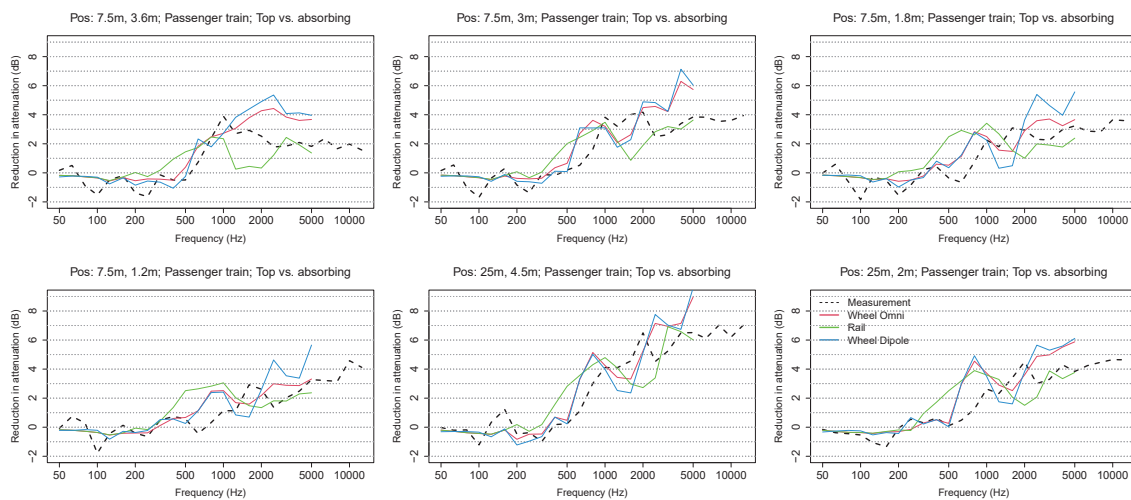 Pos: 7.5m, 3.6m; Passenger train; Top vs. absorbing
Reduction in attenuation (dB)
8
6
4
2
0
−2
50 100 200 500 1000 2000 5000 10000
Frequency (Hz)
Pos: 7.5m, 3m; Passenger train; Top vs. absorbing
Reduction in attenuation (dB)
8
6
4
2
0
−2
50 100 200 500 1000 2000 5000 10000
Frequency (Hz)
Pos: 7.5m, 1.8m; Passenger train; Top vs. absorbing
Reduction in attenuation (dB)
8
6
4
2
0
−2
50 100 200 500 1000 2000 5000 10000
Frequency (Hz)
Pos: 7.5m, 1.2m; Passenger train; Top vs. absorbing
Reduction in attenuation (dB)
8
6
4
2
0
−2
50 100 200 500 1000 2000 5000 10000
Frequency (Hz)
Pos: 25m, 4.5m; Passenger train; Top vs. absorbing
Reduction in attenuation (dB)
8
6
4
2
0
−2
50 100 200 500 1000 2000 5000 10000
Frequency (Hz)
Pos: 25m, 2m; Passenger train; Top vs. absorbing
Reduction in attenuation (dB)
8
6
4
2
0
−2
Measurement
Wheel Omni
Rail
Wheel Dipole
50 100 200 500 1000 2000 5000 10000
Frequency (Hz)